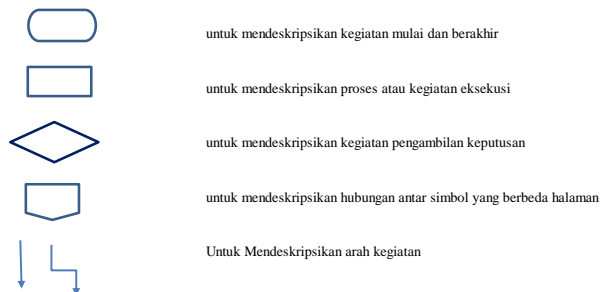 untuk mendeskripsikan kegiatan mulai dan berakhir
untuk mendeskripsikan proses atau kegiatan eksekusi
untuk mendeskripsikan kegiatan pengambilan keputusan
untuk mendeskripsikan hubungan antar simbol yang berbeda halaman
Untuk Mendeskripsikan arah kegiatan